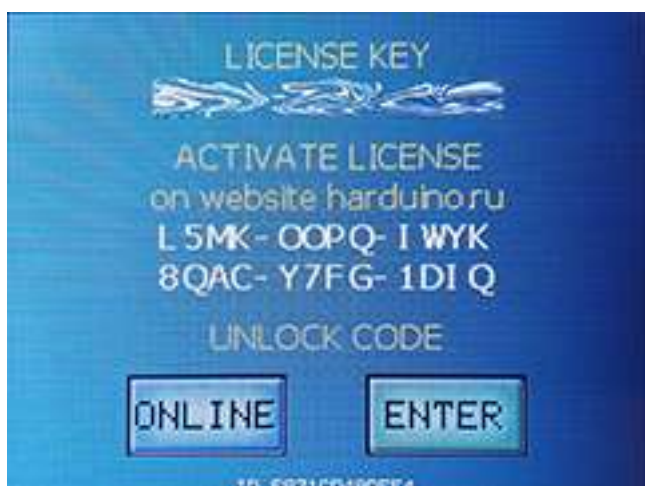 LICENSE KEY
ACTIVATE LICENSE
on website harduino.ru
L5MK-OOPQ-IWYK
8QAC-Y7FG-1DIQ
UNLOCK CODE
ONLINE
ENTER